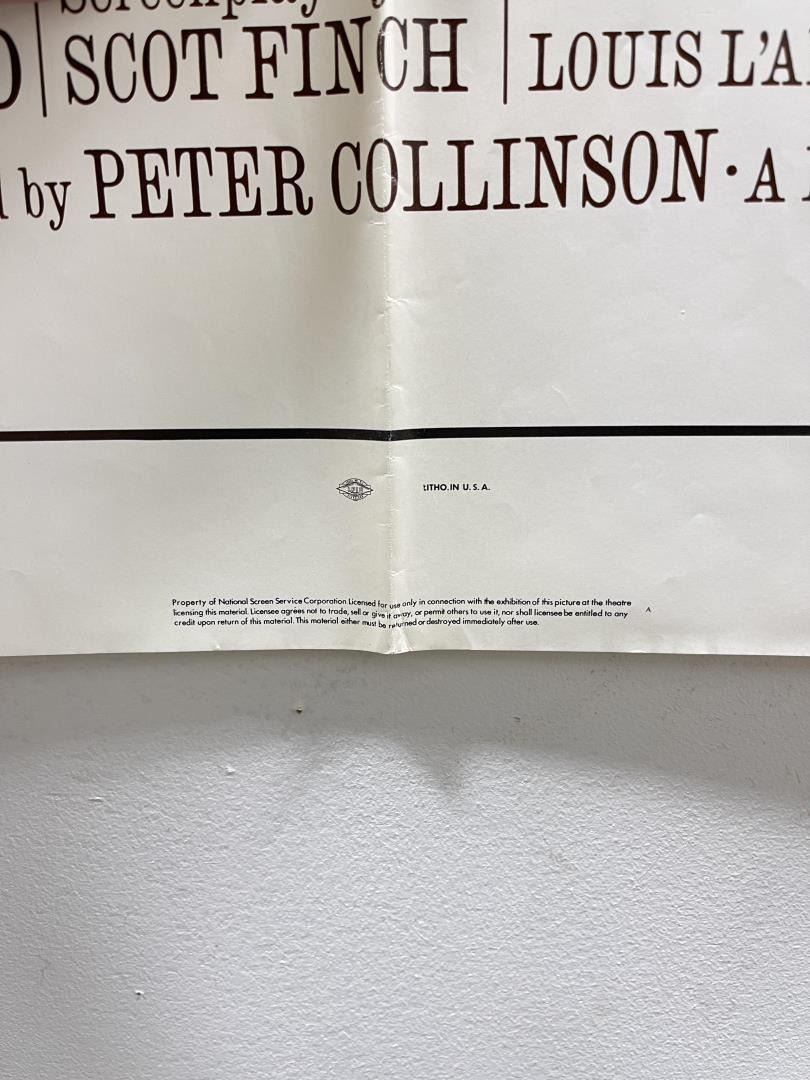 Screenplay
SCOT FINCH | LOUIS L'A
by PETER COLLINSON · A
LITHO. IN U. S. A.
Property of National Screen Service Corporation Licensed for use only in connection with the exhibition of this picture at the theatre
licensing this material. Licensee agrees not to trade, sell or give it away, or permit others to use it, nor shall licensee be entitled to any
credit upon return of this material. This material either must be returned or destroyed immediately after use.
A